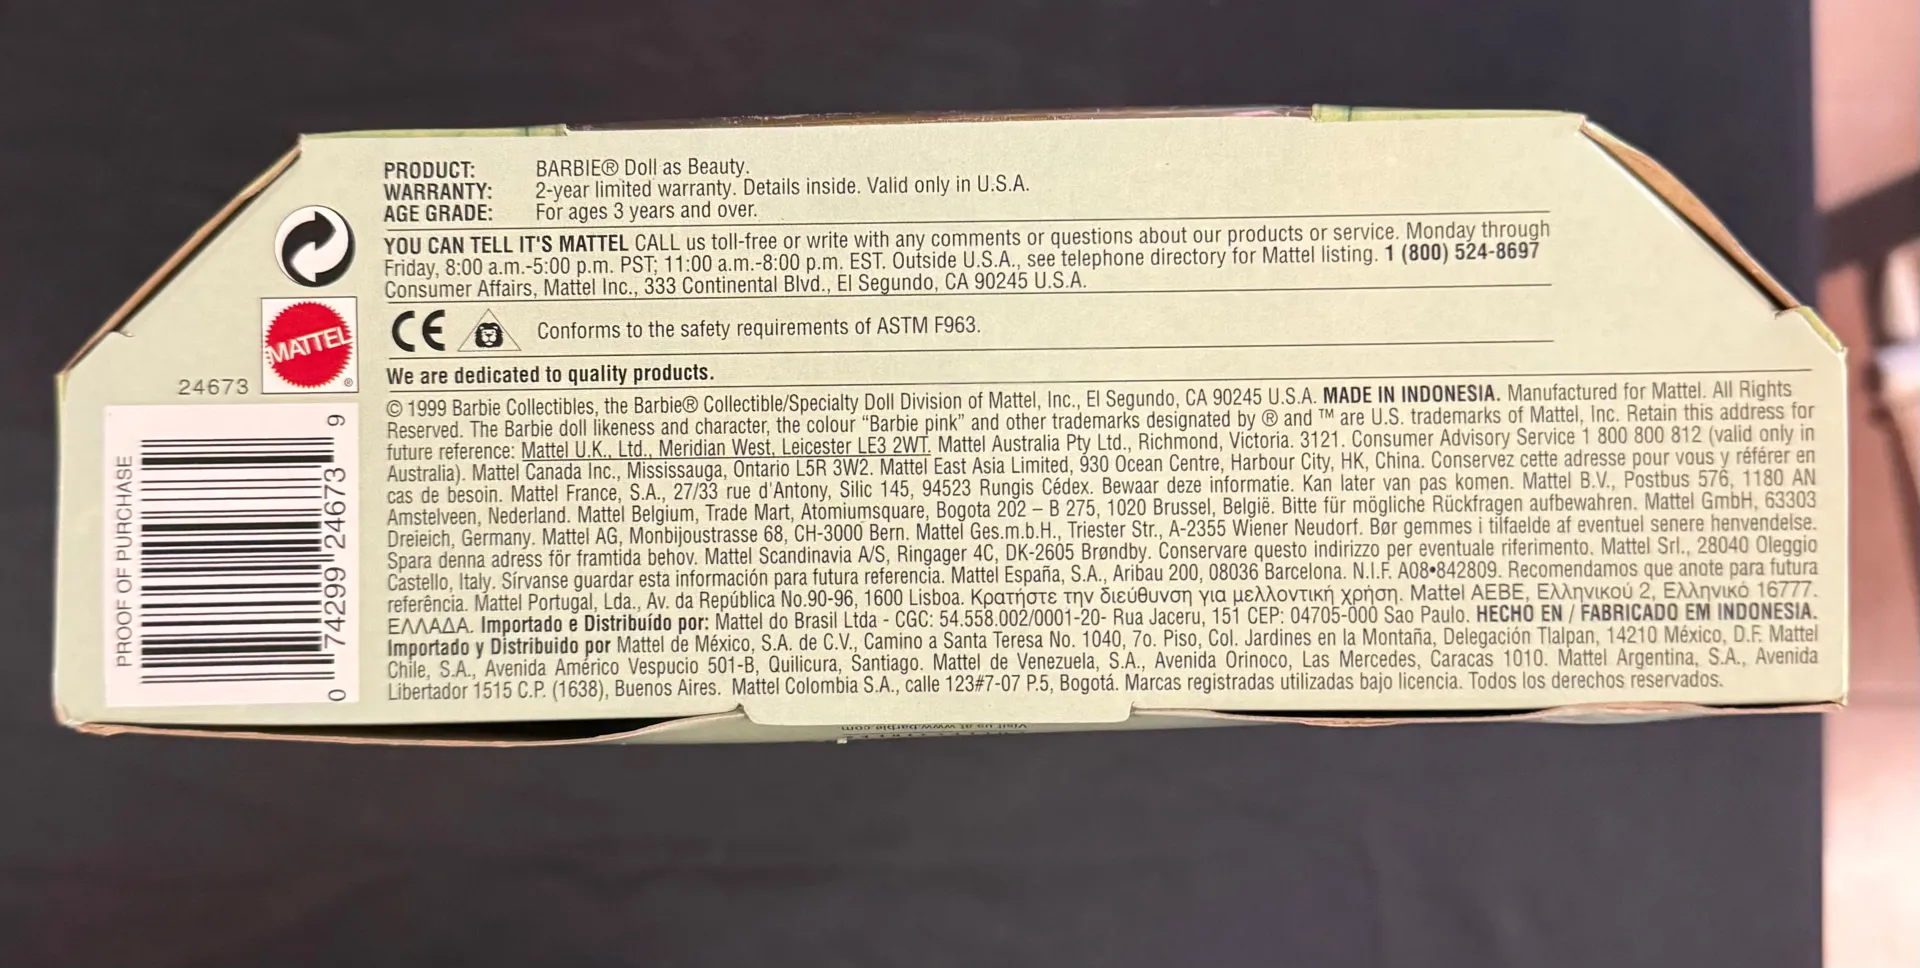 PRODUCT: BARBIE® Doll as Beauty.
WARRANTY: 2-year limited warranty. Details inside. Valid only in U.S.A.
AGE GRADE: For ages 3 years and over.
YOU CAN TELL IT'S MATTEL CALL us toll-free or write with any comments or questions about our products or service. Monday through
Friday, 8:00 a.m.-5:00 p.m. PST; 11:00 a.m.-8:00 p.m. EST. Outside U.S.A., see telephone directory for Mattel listing. 1 (800) 524-8697
Consumer Affairs, Mattel Inc., 333 Continental Blvd., El Segundo, CA 90245 U.S.A.
CE Conforms to the safety requirements of ASTM F963.
MATTEL ®
24673
We are dedicated to quality products.
© 1999 Barbie Collectibles, the Barbie® Collectible/Specialty Doll Division of Mattel, Inc., El Segundo, CA 90245 U.S.A. MADE IN INDONESIA. Manufactured for Mattel. All Rights
Reserved. The Barbie doll likeness and character, the colour “Barbie pink” and other trademarks designated by ® and ™ are U.S. trademarks of Mattel, Inc. Retain this address for
future reference: Mattel U.K., Ltd., Meridian West, Leicester LE3 2WT. Mattel Australia Pty Ltd., Richmond, Victoria. 3121. Consumer Advisory Service 1 800 800 812 (valid only in
Australia). Mattel Canada Inc., Mississauga, Ontario L5R 3W2. Mattel East Asia Limited, 930 Ocean Centre, Harbour City, HK, China. Conservez cette adresse pour vous y référer en
cas de besoin. Mattel France, S.A., 27/33 rue d'Antony, Silic 145, 94523 Rungis Cédex. Bewaar deze informatie. Kan later van pas komen. Mattel B.V., Postbus 576, 1180 AN
Amstelveen, Nederland. Mattel Belgium, Trade Mart, Atomiumsquare, Bogota 202 – B 275, 1020 Brussel, België. Bitte für mögliche Rückfragen aufbewahren. Mattel GmbH, 63303
Dreieich, Germany. Mattel AG, Monbijoustrasse 68, CH-3000 Bern. Mattel Ges.m.b.H., Triester Str., A-2355 Wiener Neudorf. Bør gemmes i tilfaelde af eventuel senere henvendelse.
Spara denna adress för framtida behov. Mattel Scandinavia A/S, Ringager 4C, DK-2605 Brøndby. Conservare questo indirizzo per eventuale riferimento. Mattel Srl., 28040 Oleggio
Castello, Italy. Sírvanse guardar esta información para futura referencia. Mattel España, S.A., Aribau 200, 08036 Barcelona. N.I.F. A08•842809. Recomendamos que anote para futura
referência. Mattel Portugal, Lda., Av. da República No.90-96, 1600 Lisboa. Κρατήστε την διεύθυνση για μελλοντική χρήση. Mattel AEBE, Ελληνικού 2, Ελληνικό 16777.
ΕΛΛΑΔΑ. Importado e Distribuído por: Mattel do Brasil Ltda - CGC: 54.558.002/0001-20- Rua Jaceru, 151 CEP: 04705-000 Sao Paulo. HECHO EN / FABRICADO EM INDONESIA.
Importado y Distribuido por Mattel de México, S.A. de C.V., Camino a Santa Teresa No. 1040, 7o. Piso, Col. Jardines en la Montaña, Delegación Tlalpan, 14210 México, D.F. Mattel
Chile, S.A., Avenida Américo Vespucio 501-B, Quilicura, Santiago. Mattel de Venezuela, S.A., Avenida Orinoco, Las Mercedes, Caracas 1010. Mattel Argentina, S.A., Avenida
Libertador 1515 C.P. (1638), Buenos Aires. Mattel Colombia S.A., calle 123#7-07 P.5, Bogotá. Marcas registradas utilizadas bajo licencia. Todos los derechos reservados.
PROOF OF PURCHASE
0 74299 24673 9
Visit us at www.barbie.com